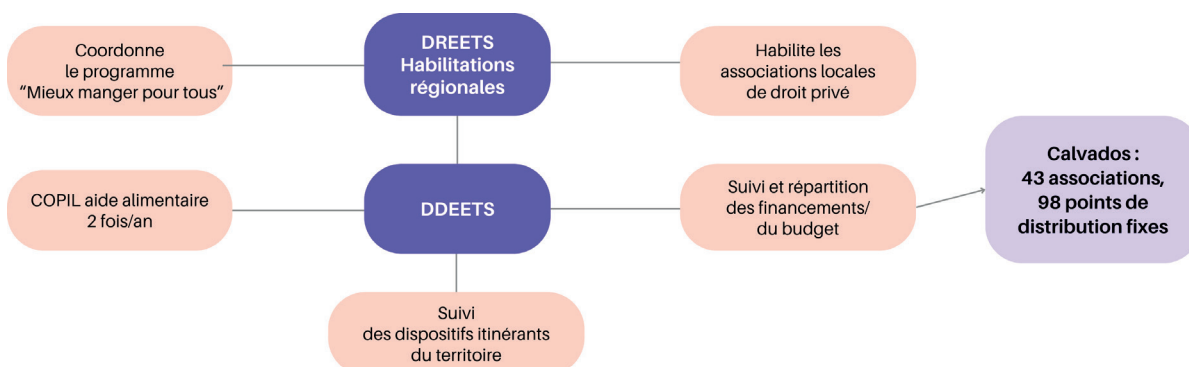 Coordonne
le programme
“Mieux manger pour tous”
DREETS
Habilitations
régionales
Habilite les
associations locales
de droit privé
COPIL aide alimentaire
2 fois/an
DDEETS
Suivi et répartition
des financements/
du budget
Calvados :
43 associations,
98 points de
distribution fixes
Suivi
des dispositifs itinérants
du territoire